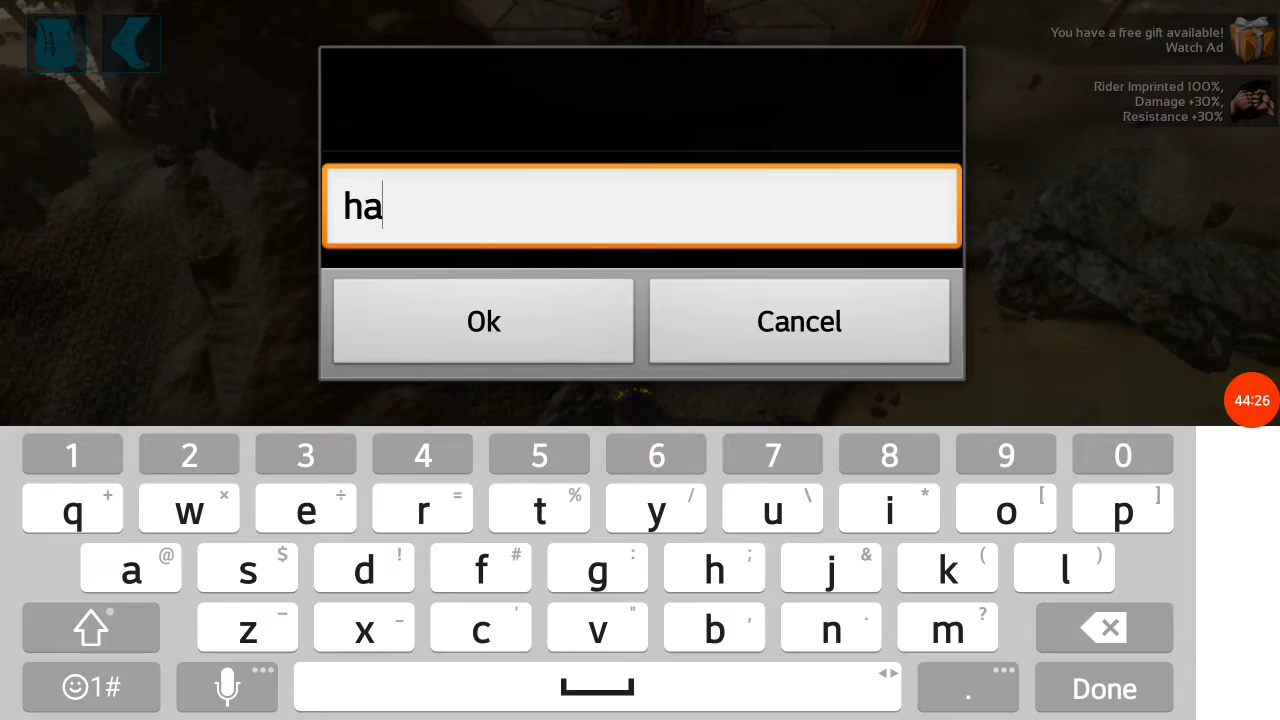 You have a free gift available!
Watch Ad
Rider Imprinted 100%,
Damage +30%,
Resistance +30%
ha
Ok Cancel
44:26
1 2 3 4 5 6 7 8 9 0
q + w × e ÷ r = t % y / u \ i * o [ p ]
a @ s $ d ! f # g : h ; j & k ( l )
z − x - c ' v " b , n . m ?
1# . Done